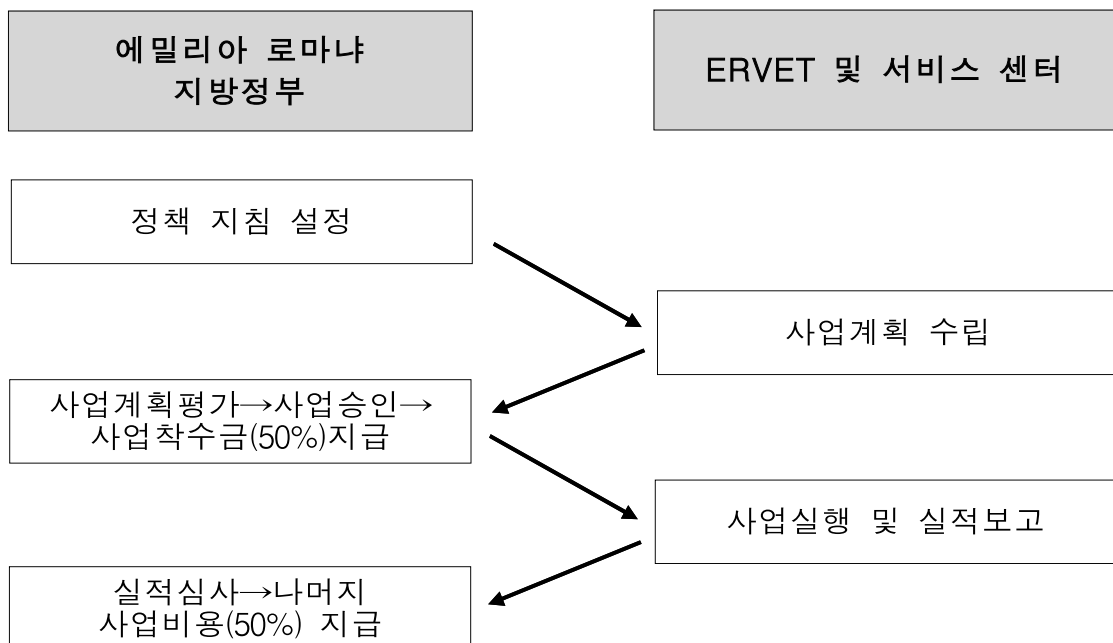 에밀리아 로마냐
지방정부
ERVET 및 서비스 센터
정책 지침 설정
사업계획 수립
사업계획평가→사업승인→
사업착수금(50%)지급
사업실행 및 실적보고
실적심사→나머지
사업비용(50%) 지급